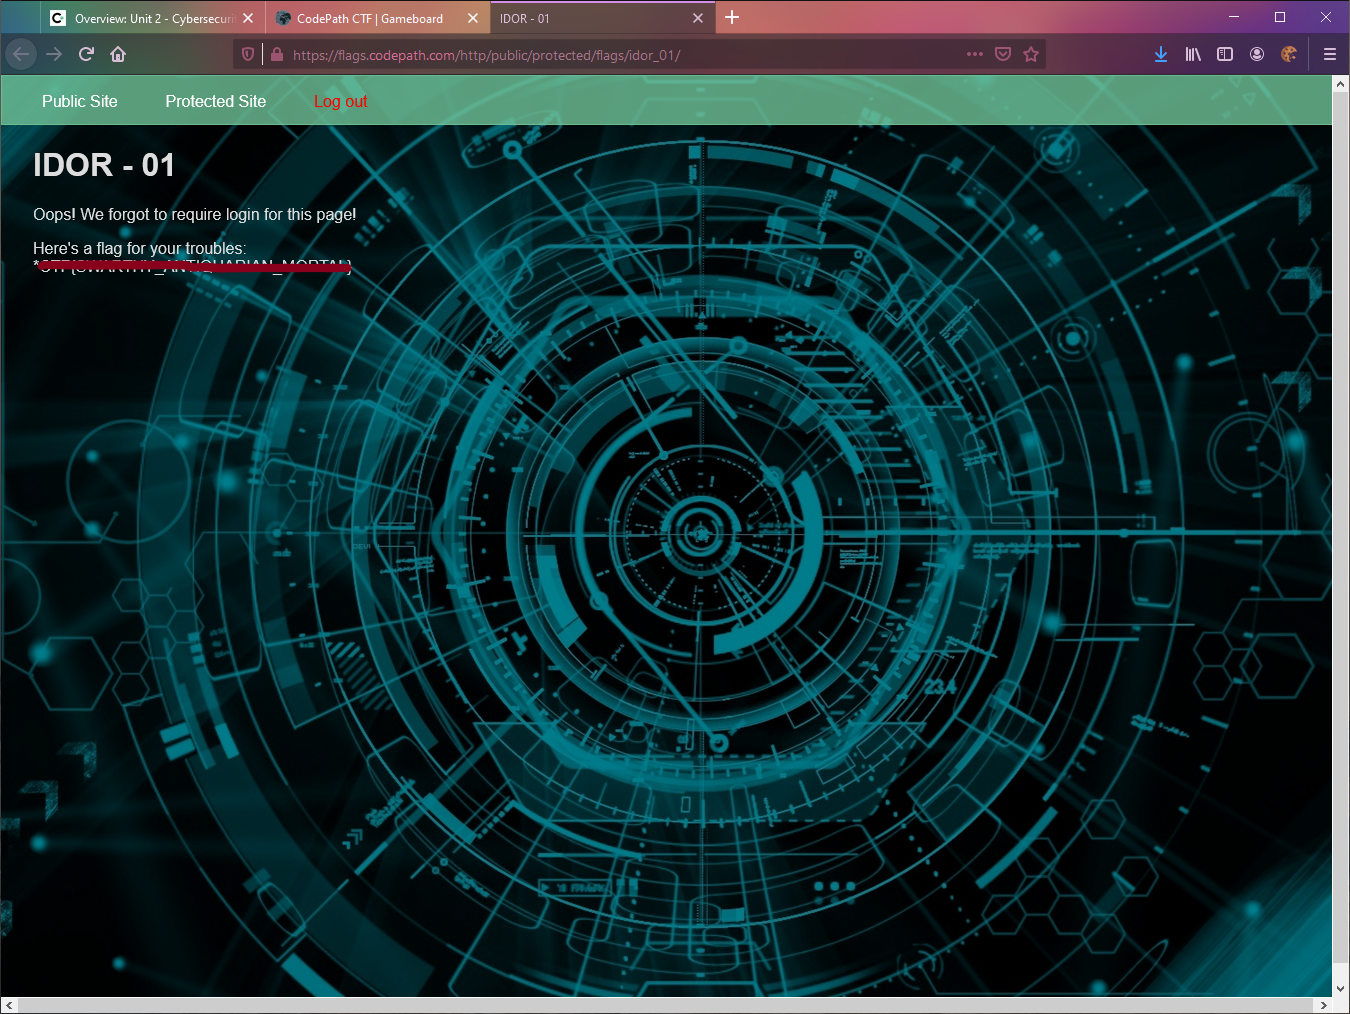 Overview: Unit 2 - Cybersecuri
CodePath CTF | Gameboard
IDOR - 01
https://flags.codepath.com/http/public/protected/flags/idor_01/
Public Site
Protected Site
Log out
IDOR - 01
Oops! We forgot to require login for this page!
Here's a flag for your troubles:
234